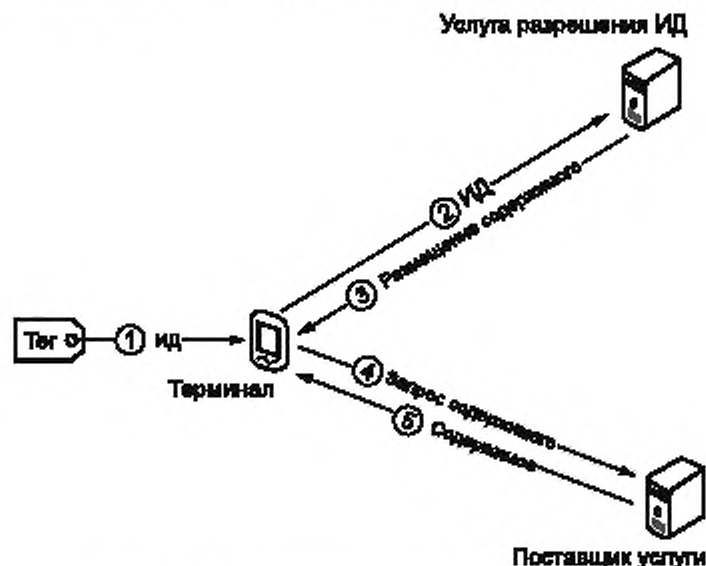 Услуга разрешения ИД
2 ИД
3 Размещение содержимого
Тег 1 ид
Терминал
4 Запрос содержимого
5 Содержимое
Поставщик услуги